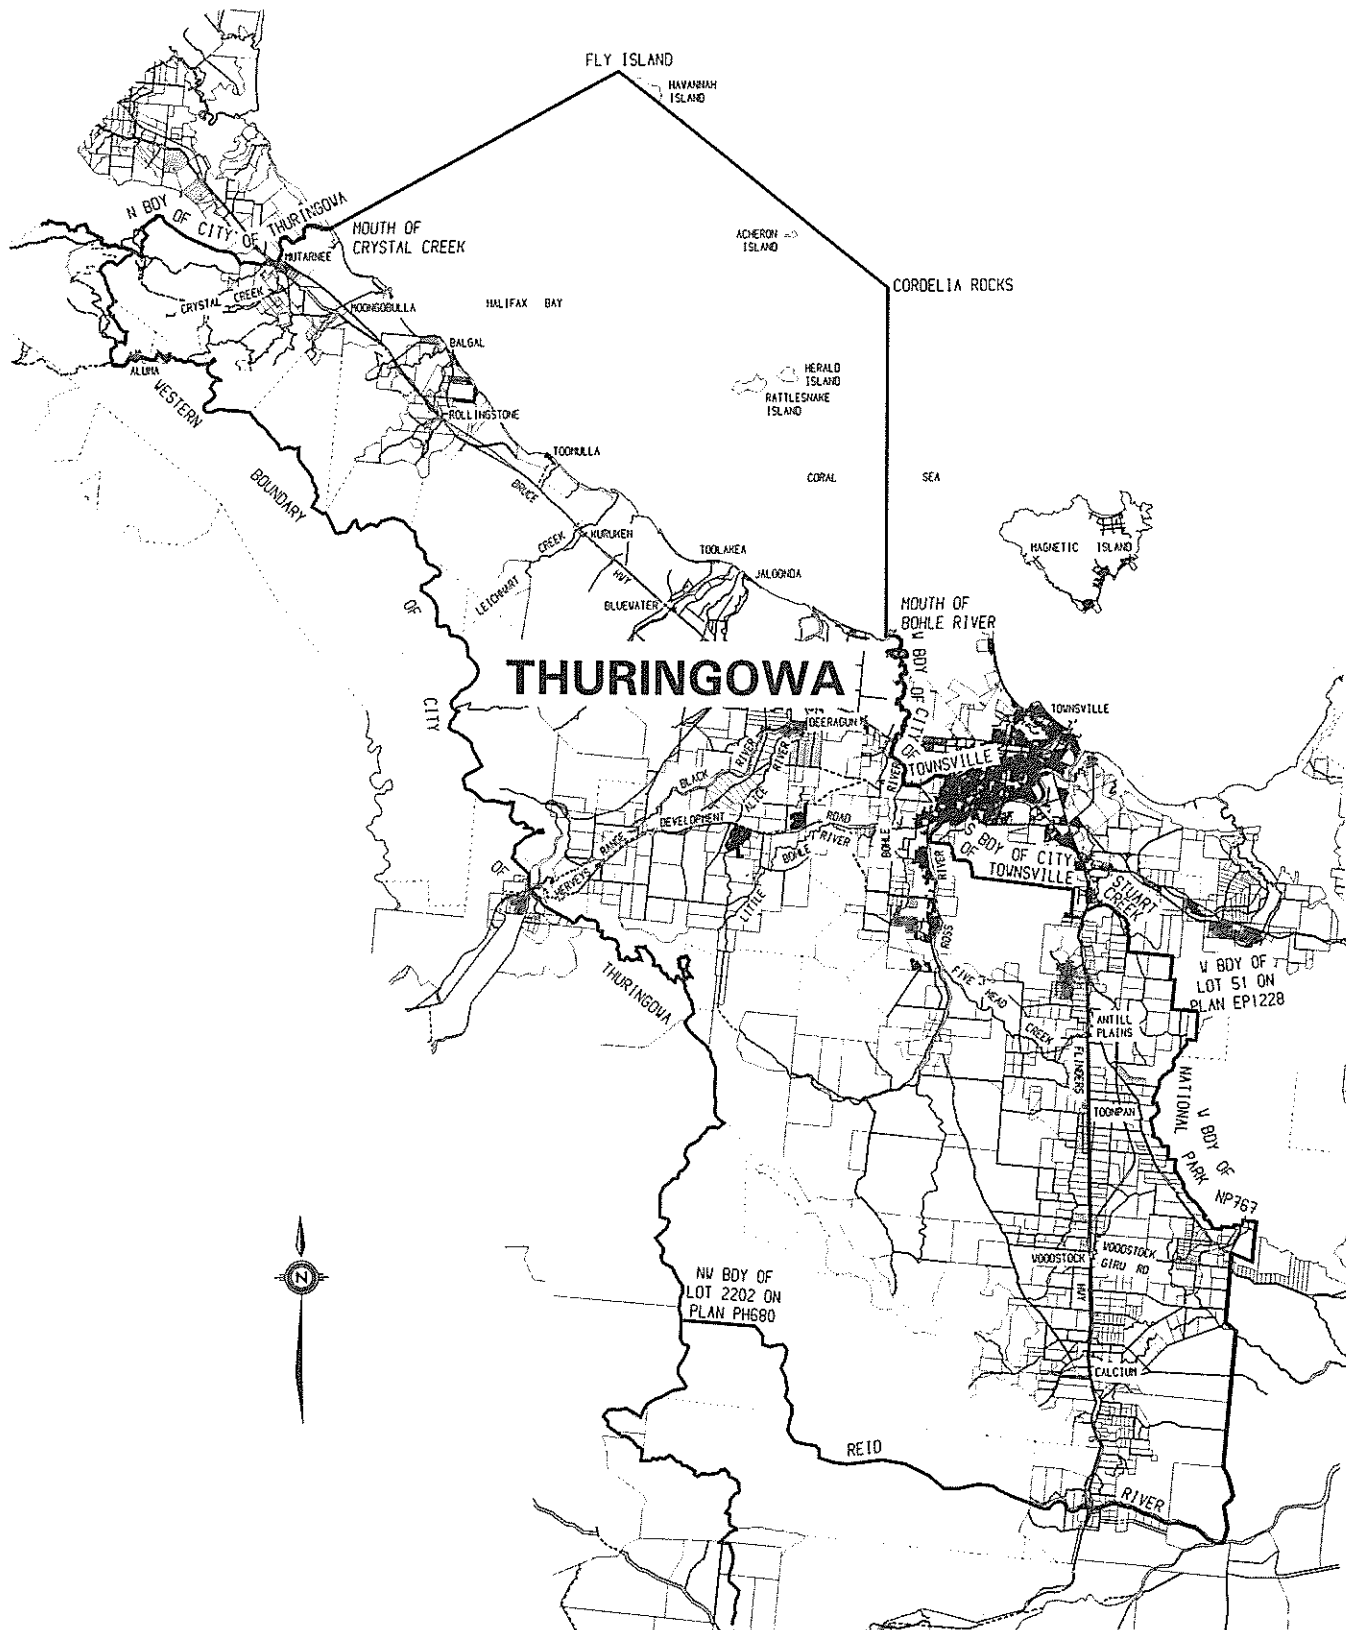 FLY ISLAND
HAVANNAH
ISLAND
N BDY OF CITY OF THURINGOWA
MOUTH OF
CRYSTAL CREEK
MUTARNEE
ACHERON
ISLAND
CORDELIA ROCKS
CRYSTAL CREEK
MOONGOBULLA
HALIFAX BAY
BALGAL
ALUMA
HERALD
ISLAND
RATTLESNAKE
ISLAND
WESTERN
ROLLINGSTONE
TOOMULLA
BOUNDARY
BRUCE
CORAL SEA
KURUKEN
CREEK
LEICHHART
HWY
TOOLAKEA
JALOONDA
MAGNETIC ISLAND
OF
BLUEWATER
MOUTH OF
BOHLE RIVER
W BDY OF CITY OF
TOWNSVILLE
THURINGOWA
CITY
DEERAGUN
TOWNSVILLE
BLACK RIVER
ALICE RIVER
BOHLE RIVER
HERVEYS RANGE DEVELOPMENT ROAD
LITTLE BOHLE RIVER
S BDY OF CITY
OF TOWNSVILLE
OF
STUART
CREEK
ROSS RIVER
THURINGOWA
W BDY OF
LOT 51 ON
PLAN EP1228
FIVE HEAD CREEK
ANTILL
PLAINS
FLINDERS
TOONPAN
NATIONAL PARK
W BDY OF
NP767
N
WOODSTOCK
WOODSTOCK
GIRU RD
HWY
NW BDY OF
LOT 2202 ON
PLAN PH680
CALCIUM
REID RIVER